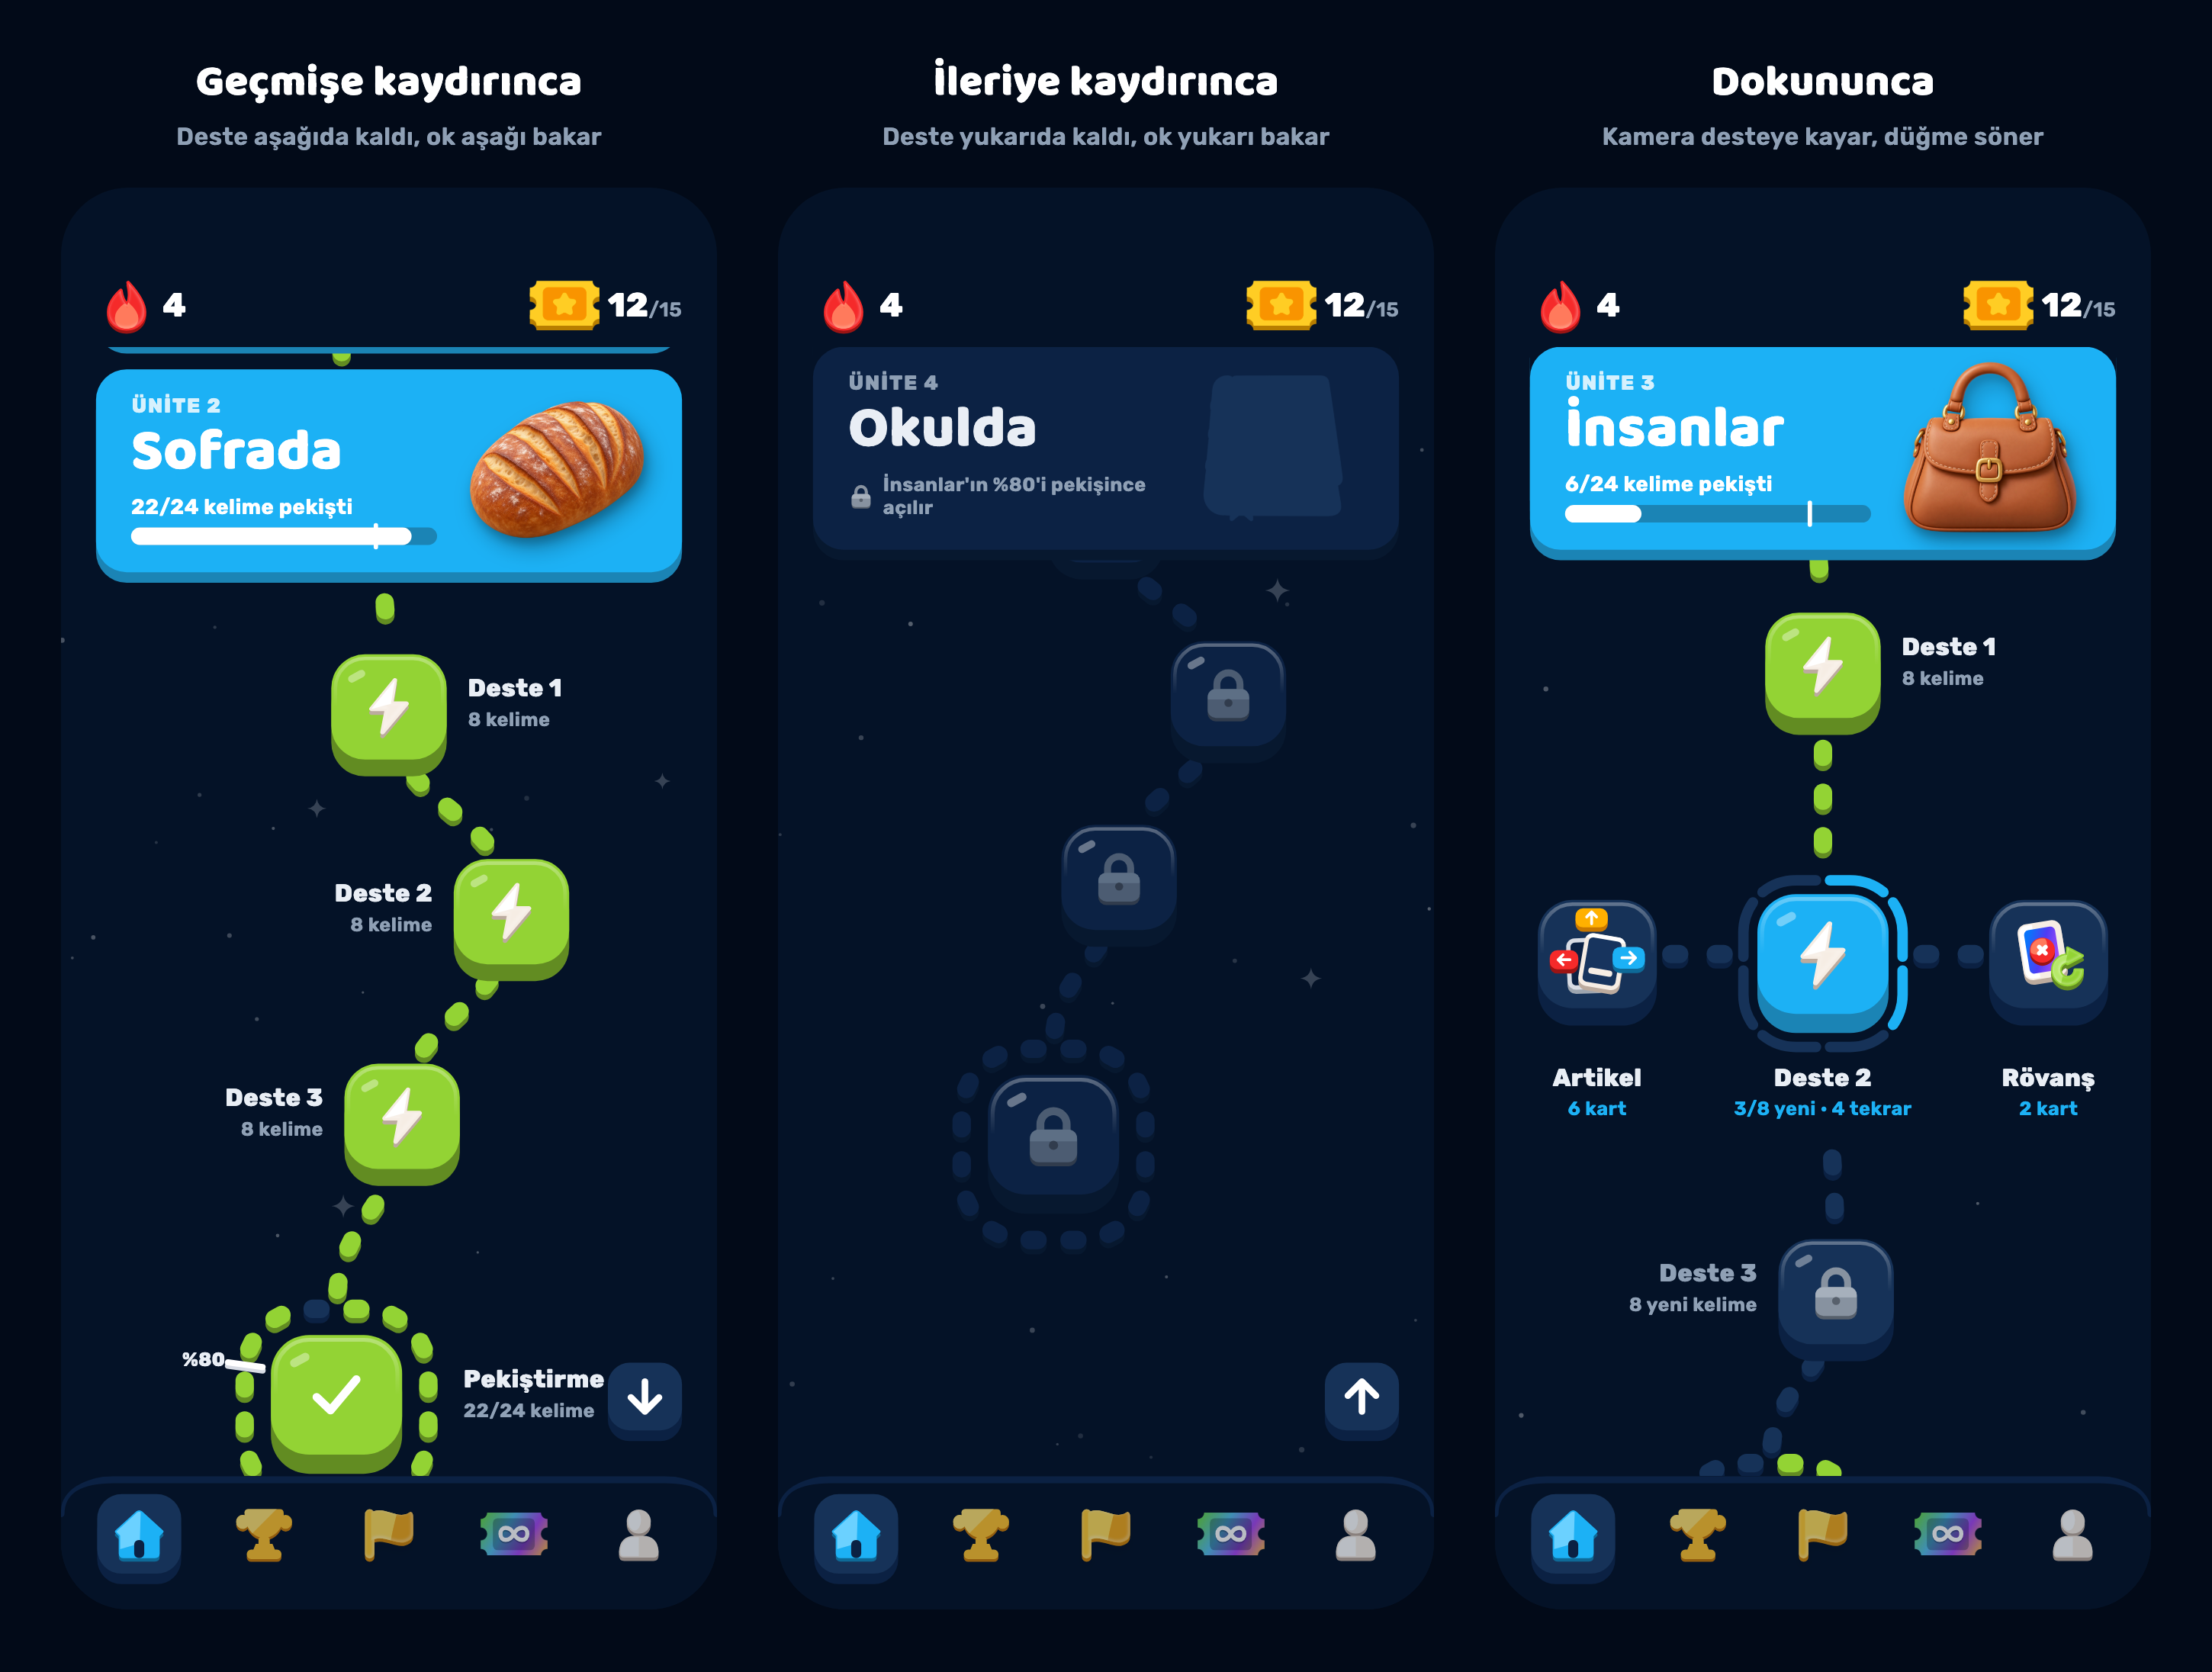 Geçmişe kaydırınca
Deste aşağıda kaldı, ok aşağı bakar
4
12/15
ÜNİTE 2
Sofrada
22/24 kelime pekişti
Deste 1
8 kelime
Deste 2
8 kelime
Deste 3
8 kelime
%80
Pekiştirme
22/24 kelime
İleriye kaydırınca
Deste yukarıda kaldı, ok yukarı bakar
4
12/15
ÜNİTE 4
Okulda
İnsanlar'ın %80'i pekişince
açılır
Dokununca
Kamera desteye kayar, düğme söner
4
12/15
ÜNİTE 3
İnsanlar
6/24 kelime pekişti
Deste 1
8 kelime
Artikel
6 kart
Deste 2
3/8 yeni • 4 tekrar
Rövanş
2 kart
Deste 3
8 yeni kelime